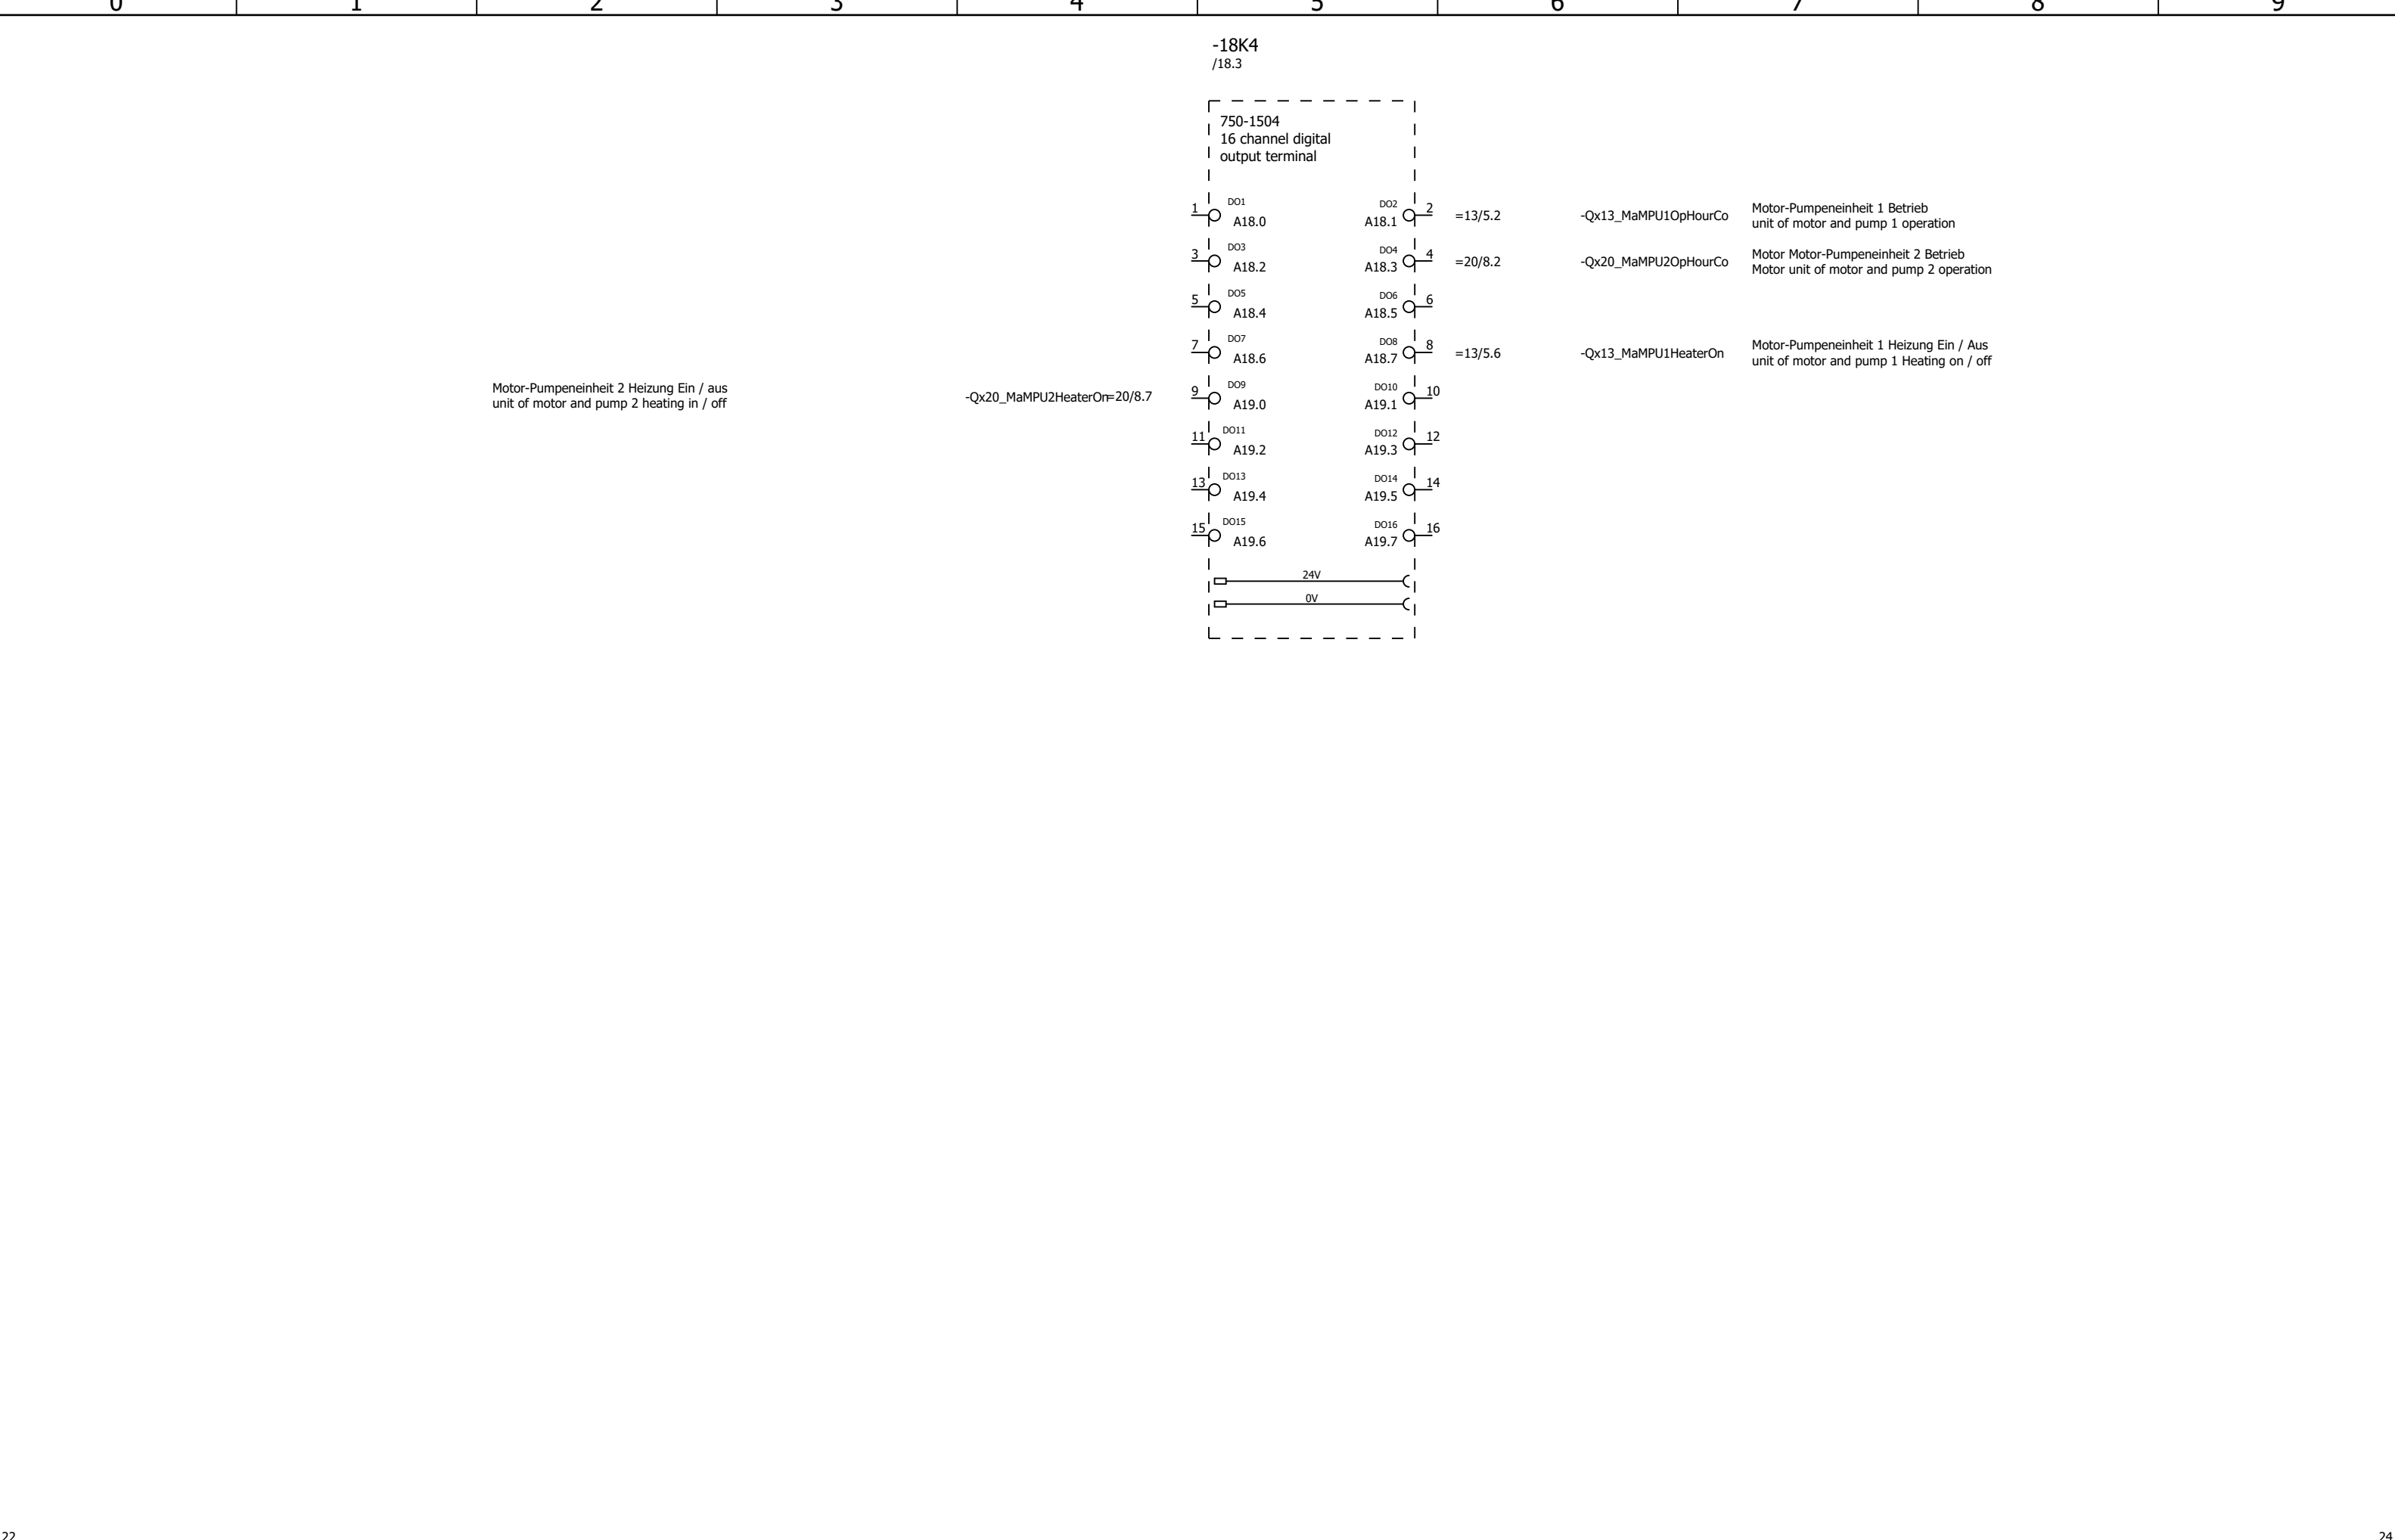 0 1 2 3 4 5 6 7 8 9
-18K4
/18.3
750-1504
16 channel digital
output terminal
1 DO1 A18.0 DO2 A18.1 2 =13/5.2 -Qx13_MaMPU1OpHourCo Motor-Pumpeneinheit 1 Betrieb
unit of motor and pump 1 operation
3 DO3 A18.2 DO4 A18.3 4 =20/8.2 -Qx20_MaMPU2OpHourCo Motor Motor-Pumpeneinheit 2 Betrieb
Motor unit of motor and pump 2 operation
5 DO5 A18.4 DO6 A18.5 6
7 DO7 A18.6 DO8 A18.7 8 =13/5.6 -Qx13_MaMPU1HeaterOn Motor-Pumpeneinheit 1 Heizung Ein / Aus
unit of motor and pump 1 Heating on / off
Motor-Pumpeneinheit 2 Heizung Ein / aus
unit of motor and pump 2 heating in / off
-Qx20_MaMPU2HeaterOn =20/8.7 9 DO9 A19.0 DO10 A19.1 10
11 DO11 A19.2 DO12 A19.3 12
13 DO13 A19.4 DO14 A19.5 14
15 DO15 A19.6 DO16 A19.7 16
24V
0V
22 24